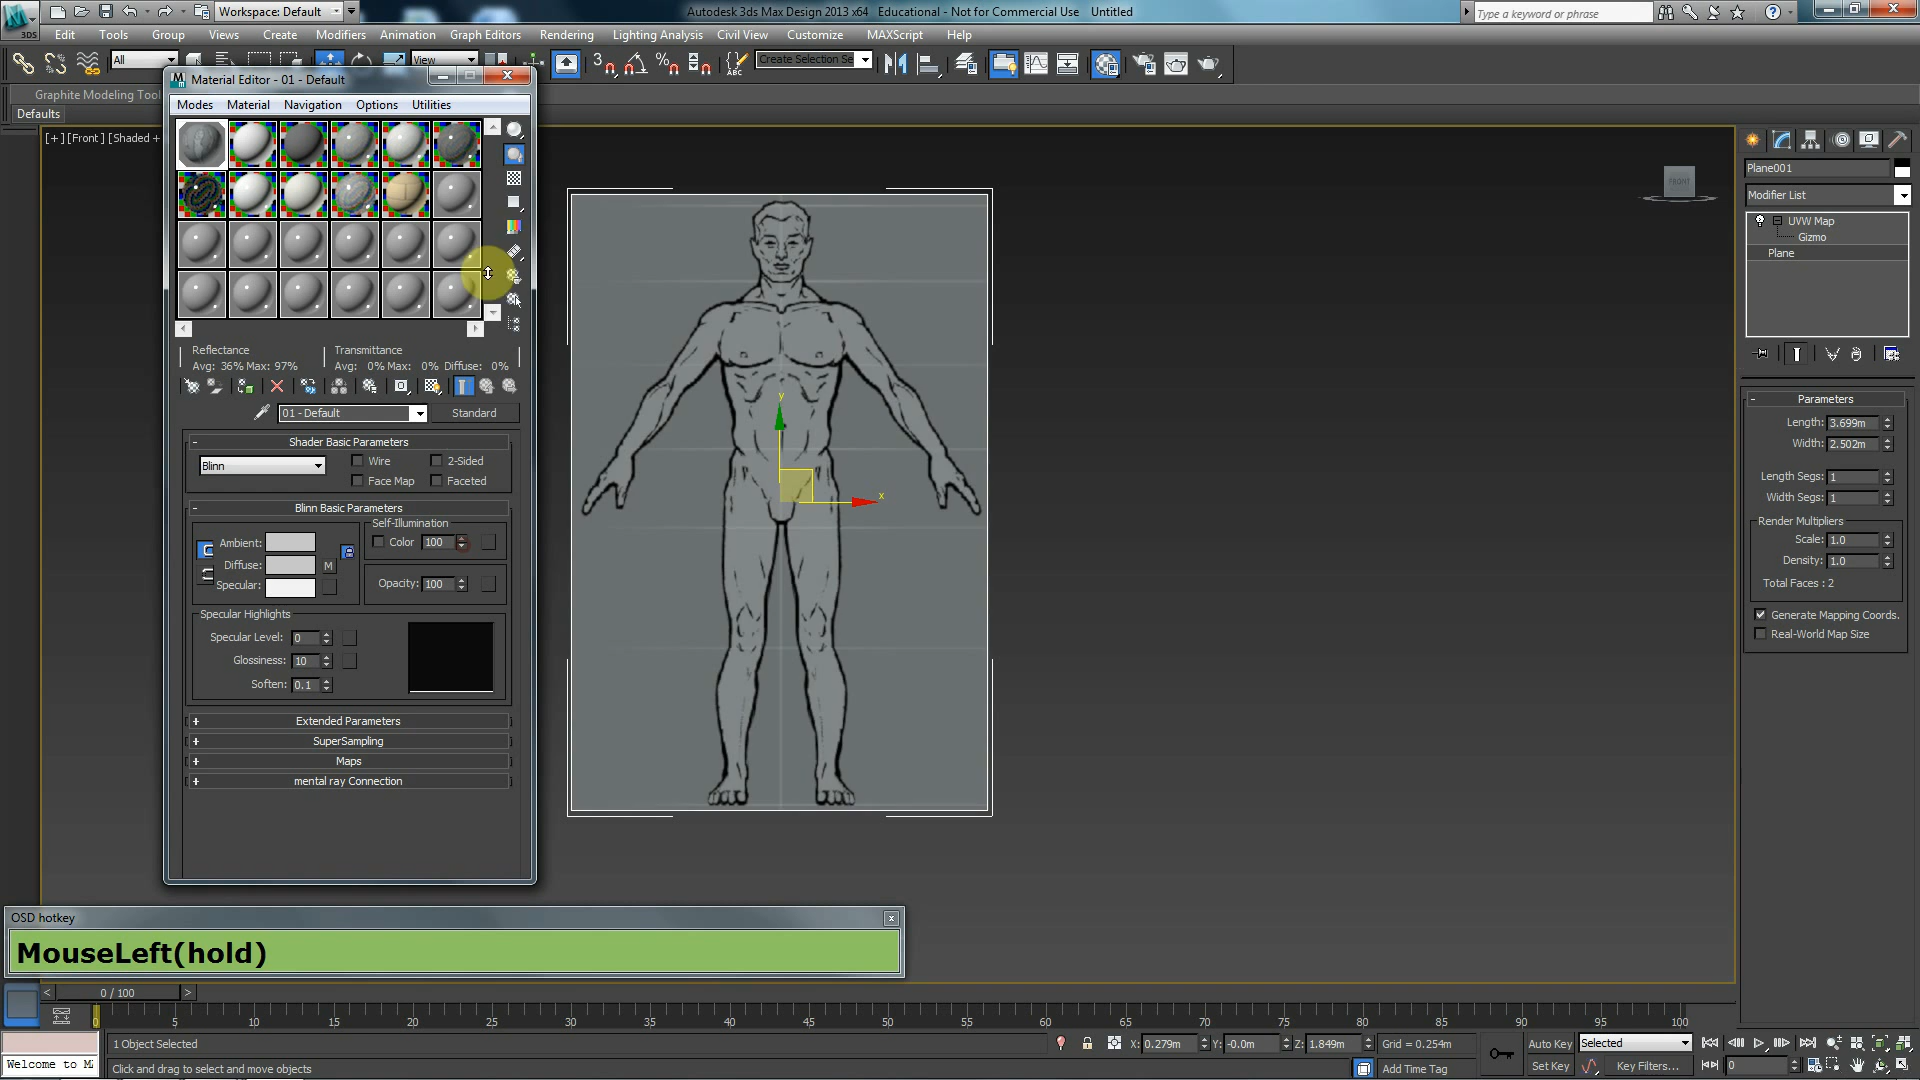 Workspace: Default
Autodesk 3ds Max Design 2013 x64   Educational - Not for Commercial Use   Untitled
Type a keyword or phrase
3DS
Edit Tools Group Views Create Modifiers Animation Graph Editors Rendering Lighting Analysis Civil View Customize MAXScript Help
All
View
Create Selection Se
Graphite Modeling Tool
Defaults
[+] [Front] [Shaded +
Material Editor - 01 - Default
Modes Material Navigation Options Utilities
Reflectance
Avg: 36% Max: 97%
Transmittance
Avg: 0% Max: 0% Diffuse: 0%
01 - Default
Standard
Shader Basic Parameters
Blinn
Wire
2-Sided
Face Map
Faceted
Blinn Basic Parameters
Self-Illumination
Ambient:
Color 100
Diffuse:
M
Specular:
Opacity: 100
Specular Highlights
Specular Level: 0
Glossiness: 10
Soften: 0.1
Extended Parameters
SuperSampling
Maps
mental ray Connection
y
x
FRONT
Plane001
Modifier List
UVW Map
Gizmo
Plane
Parameters
Length: 3.699m
Width: 2.502m
Length Segs: 1
Width Segs: 1
Render Multipliers
Scale: 1.0
Density: 1.0
Total Faces : 2
Generate Mapping Coords.
Real-World Map Size
OSD hotkey
MouseLeft(hold)
0 / 100
0 5 10 15 20 25 30 35 40 45 50 55 60 65 70 75 80 85 90 95 100
1 Object Selected
X: 0.279m Y: -0.0m Z: 1.849m Grid = 0.254m
Auto Key
Selected
Welcome to M
Click and drag to select and move objects
Add Time Tag
Set Key
Key Filters...
0